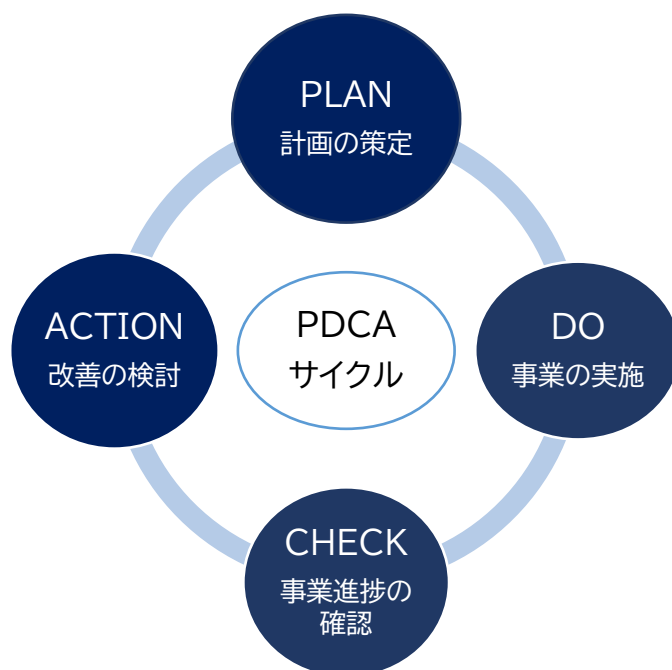 PLAN
計画の策定
DO
事業の実施
CHECK
事業進捗の
確認
ACTION
改善の検討
PDCA
サイクル